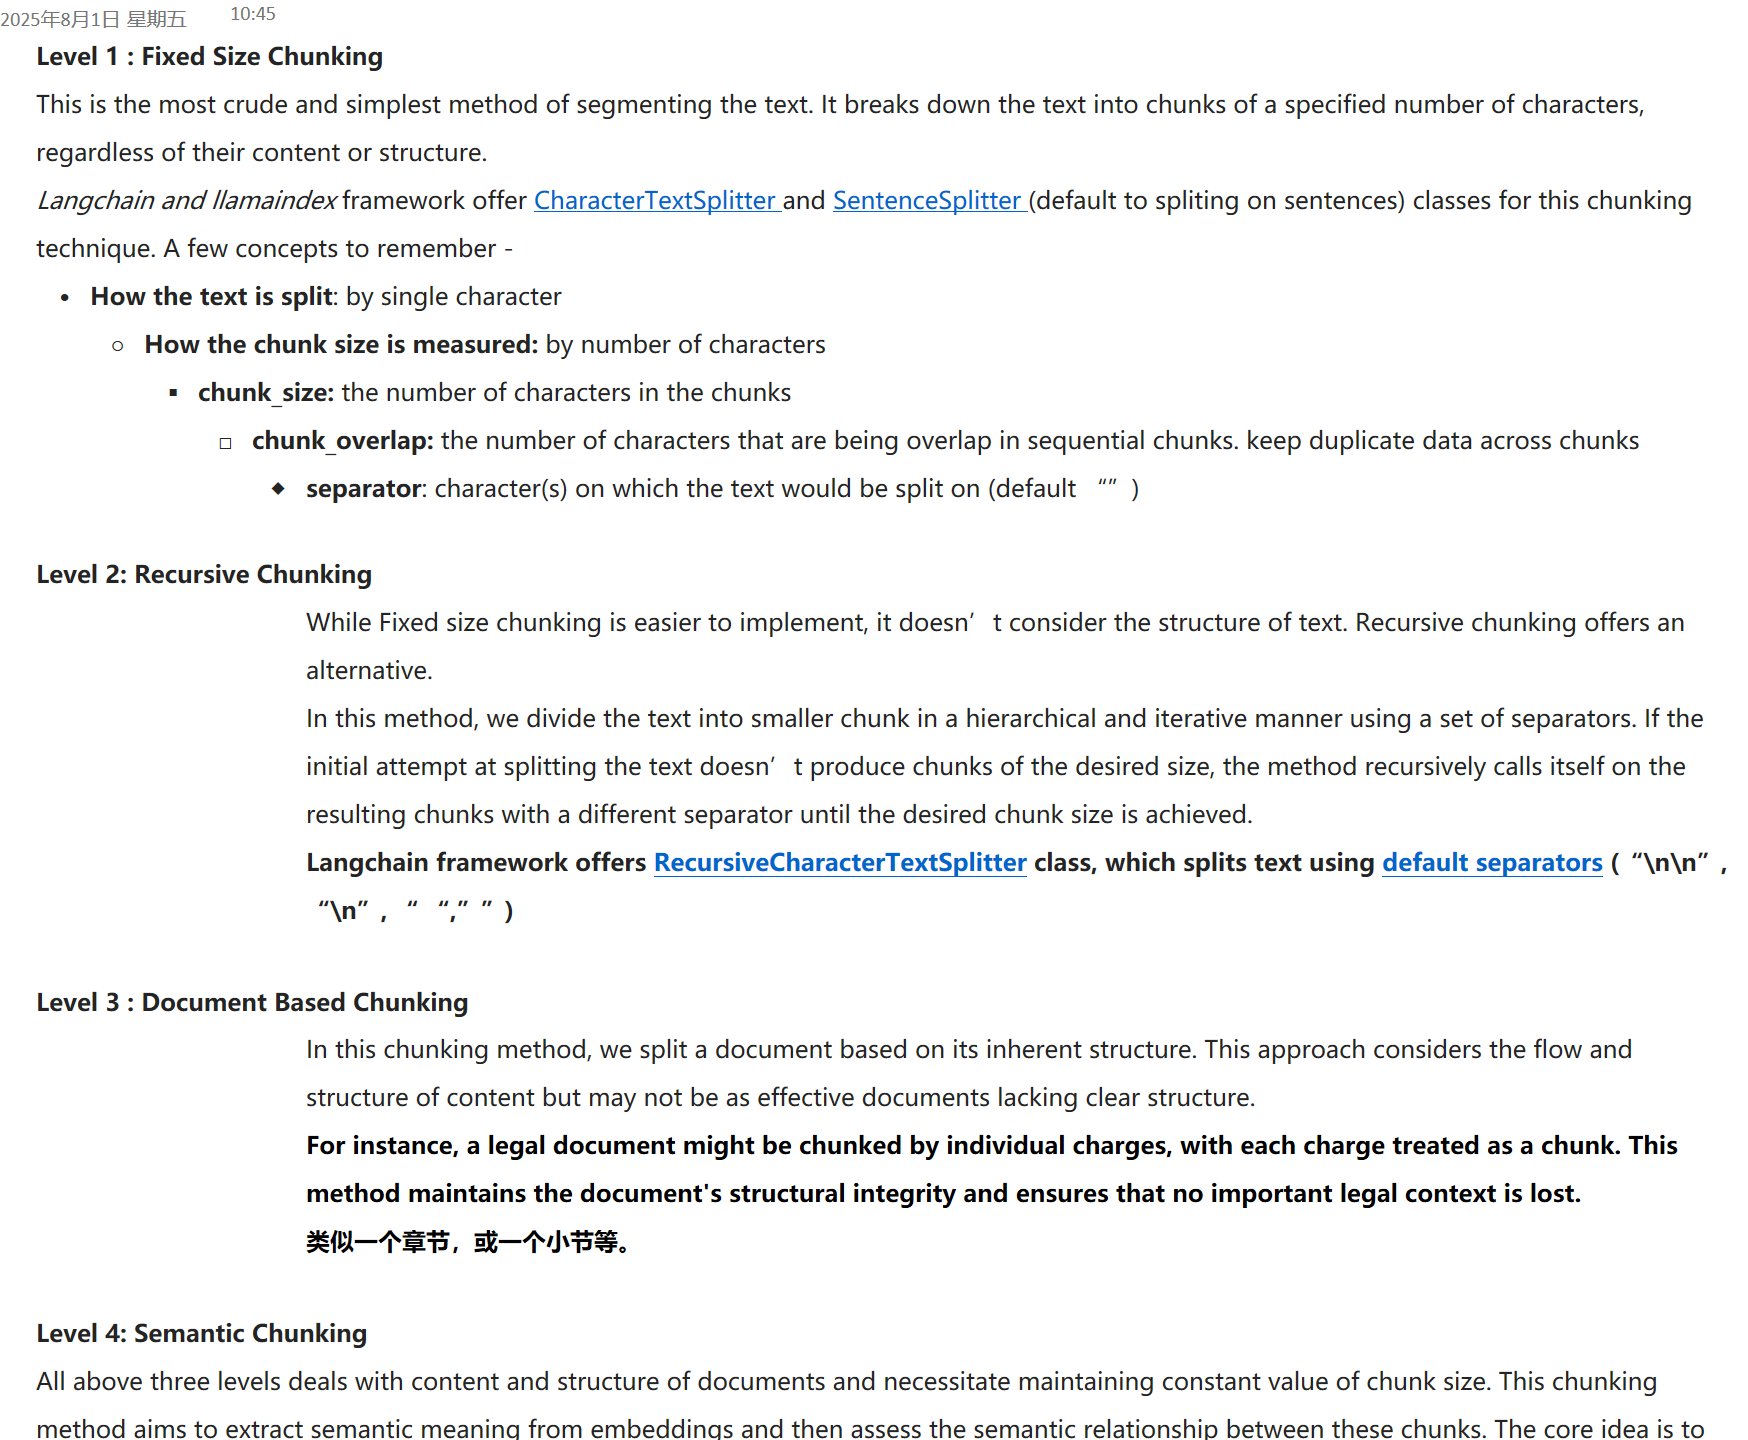 2025年8月1日 星期五 10:45
Level 1 : Fixed Size Chunking
This is the most crude and simplest method of segmenting the text. It breaks down the text into chunks of a specified number of characters,
regardless of their content or structure.
Langchain and llamaindex framework offer CharacterTextSplitter and SentenceSplitter (default to spliting on sentences) classes for this chunking
technique. A few concepts to remember -
• How the text is split: by single character
○ How the chunk size is measured: by number of characters
▪ chunk_size: the number of characters in the chunks
□ chunk_overlap: the number of characters that are being overlap in sequential chunks. keep duplicate data across chunks
◆ separator: character(s) on which the text would be split on (default “”)
Level 2: Recursive Chunking
While Fixed size chunking is easier to implement, it doesn’t consider the structure of text. Recursive chunking offers an
alternative.
In this method, we divide the text into smaller chunk in a hierarchical and iterative manner using a set of separators. If the
initial attempt at splitting the text doesn’t produce chunks of the desired size, the method recursively calls itself on the
resulting chunks with a different separator until the desired chunk size is achieved.
Langchain framework offers RecursiveCharacterTextSplitter class, which splits text using default separators (“\n\n”,
“\n”, “ “,””)
Level 3 : Document Based Chunking
In this chunking method, we split a document based on its inherent structure. This approach considers the flow and
structure of content but may not be as effective documents lacking clear structure.
For instance, a legal document might be chunked by individual charges, with each charge treated as a chunk. This
method maintains the document's structural integrity and ensures that no important legal context is lost.
类似一个章节，或一个小节等。
Level 4: Semantic Chunking
All above three levels deals with content and structure of documents and necessitate maintaining constant value of chunk size. This chunking
method aims to extract semantic meaning from embeddings and then assess the semantic relationship between these chunks. The core idea is to